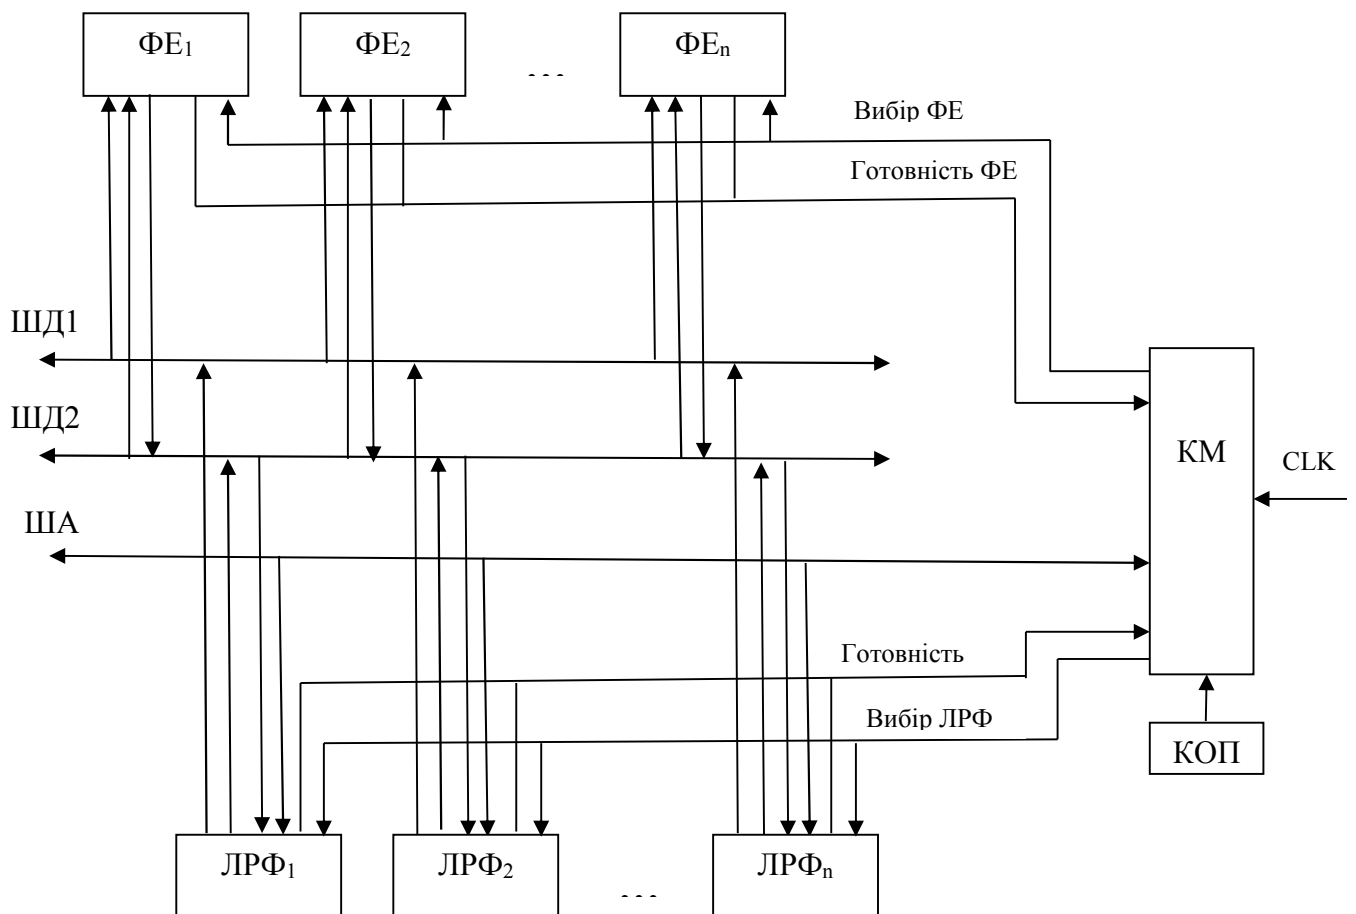 ФЕ1 ФЕ2 ... ФЕn
Вибір ФЕ
Готовність ФЕ
ШД1
ШД2
КМ
CLK
ША
Готовність
Вибір ЛРФ
КОП
ЛРФ1 ЛРФ2 ... ЛРФn